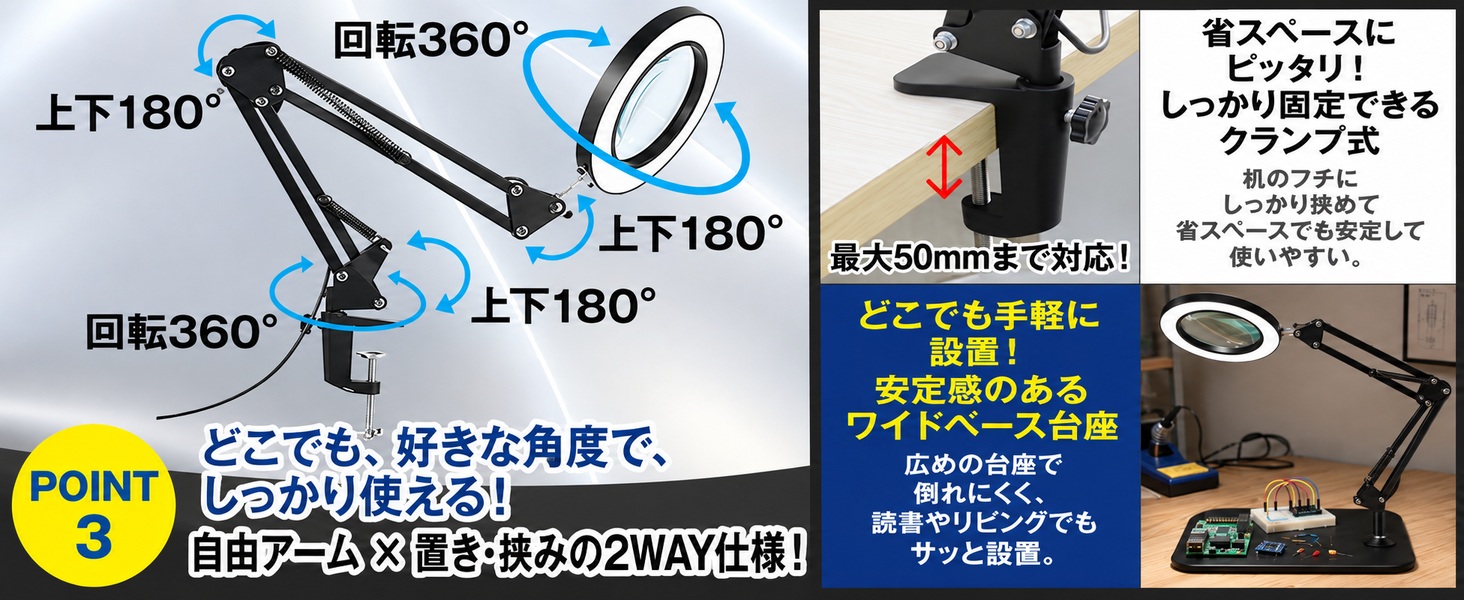 回転360°
上下180°
上下180°
上下180°
回転360°
POINT
3
どこでも、好きな角度で、
しっかり使える！
自由アーム × 置き・挟みの2WAY仕様！
最大50mmまで対応！
省スペースに
ピッタリ！
しっかり固定できる
クランプ式
机のフチに
しっかり挟めて
省スペースでも安定して
使いやすい。
どこでも手軽に
設置！
安定感のある
ワイドベース台座
広めの台座で
倒れにくく、
読書やリビングでも
サッと設置。